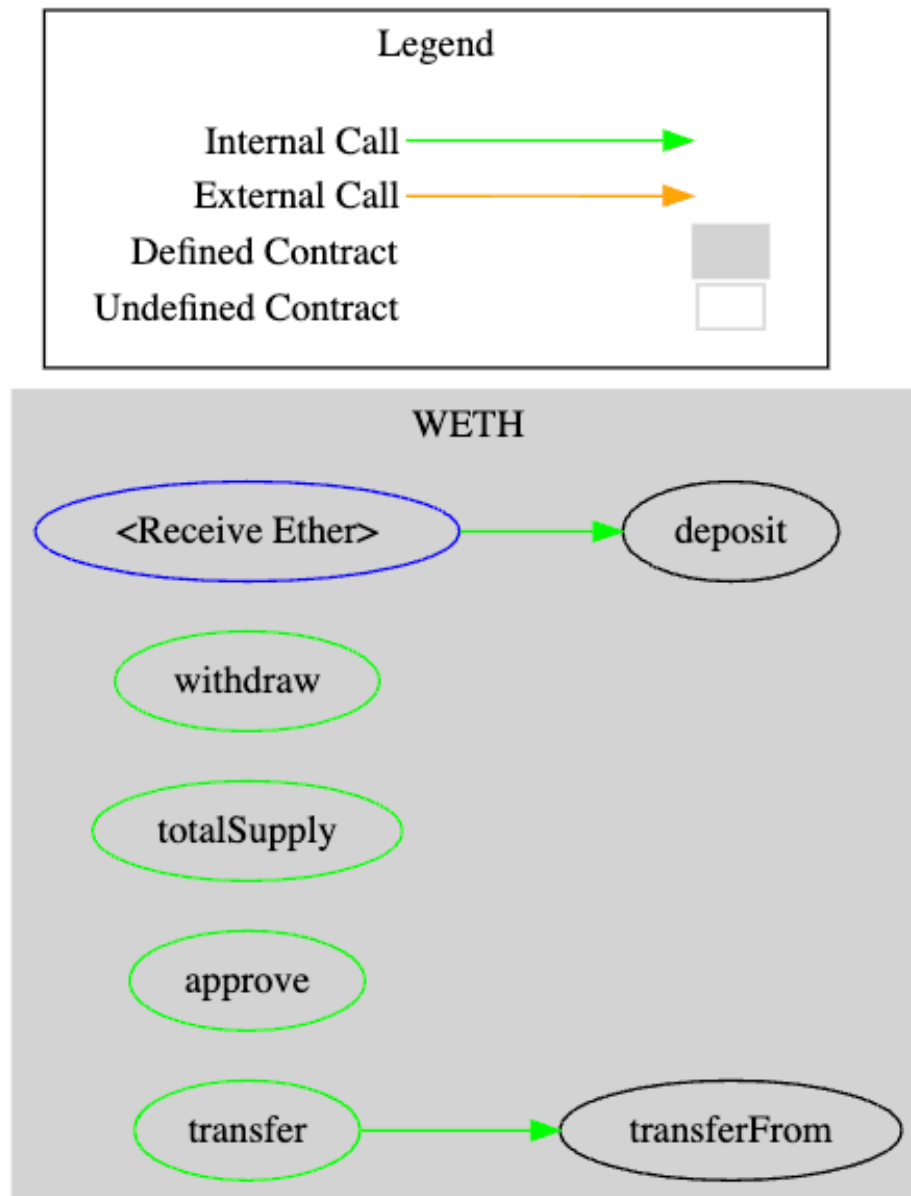 Legend
Internal Call
External Call
Defined Contract
Undefined Contract
WETH
<Receive Ether>
deposit
withdraw
totalSupply
approve
transfer
transferFrom